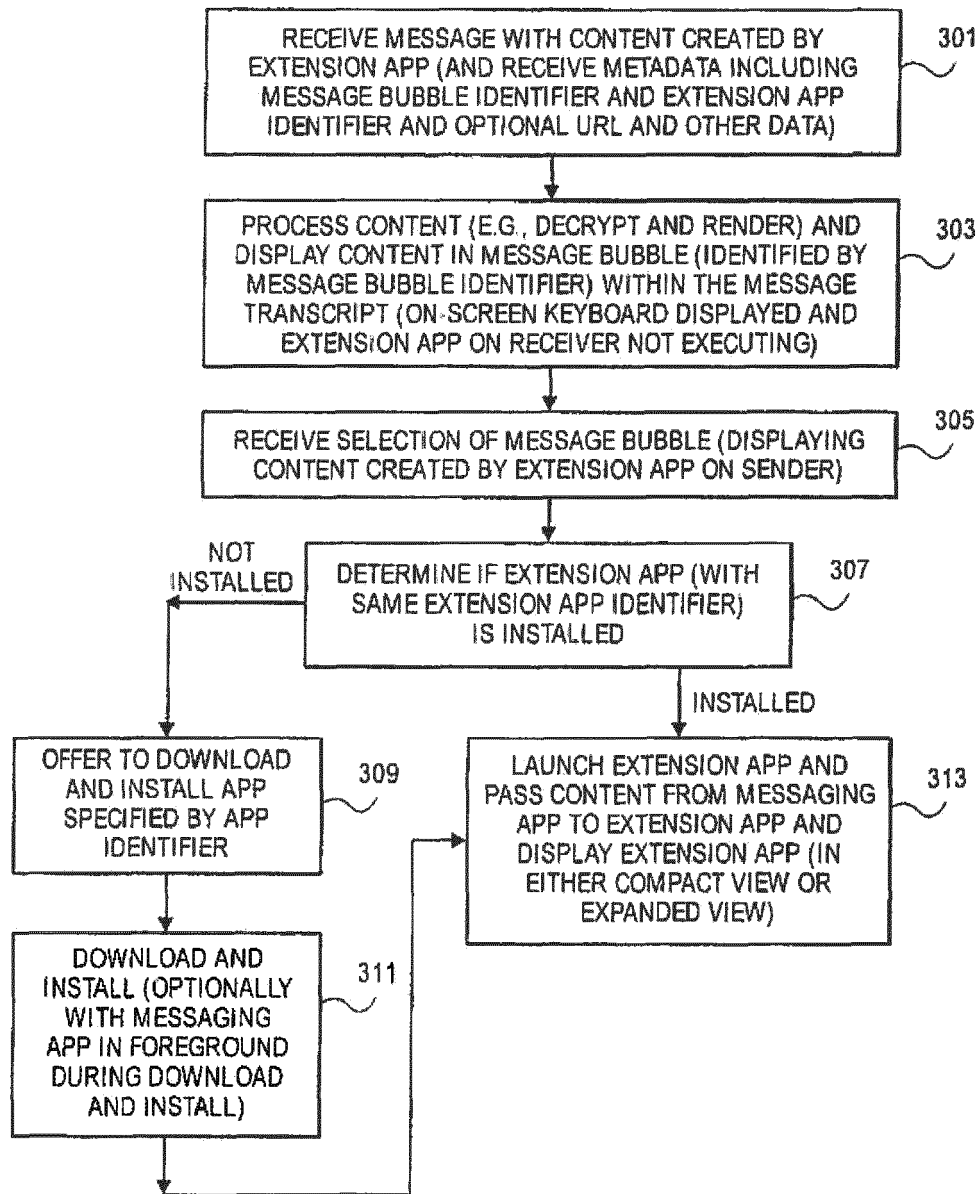 RECEIVE MESSAGE WITH CONTENT CREATED BY
EXTENSION APP (AND RECEIVE METADATA INCLUDING
MESSAGE BUBBLE IDENTIFIER AND EXTENSION APP
IDENTIFIER AND OPTIONAL URL AND OTHER DATA)
301
PROCESS CONTENT (E.G., DECRYPT AND RENDER) AND
DISPLAY CONTENT IN MESSAGE BUBBLE (IDENTIFIED BY
MESSAGE BUBBLE IDENTIFIER) WITHIN THE MESSAGE
TRANSCRIPT (ON-SCREEN KEYBOARD DISPLAYED AND
EXTENSION APP ON RECEIVER NOT EXECUTING)
303
RECEIVE SELECTION OF MESSAGE BUBBLE (DISPLAYING
CONTENT CREATED BY EXTENSION APP ON SENDER)
305
NOT
INSTALLED
DETERMINE IF EXTENSION APP (WITH
SAME EXTENSION APP IDENTIFIER)
IS INSTALLED
307
INSTALLED
OFFER TO DOWNLOAD
AND INSTALL APP
SPECIFIED BY APP
IDENTIFIER
309
LAUNCH EXTENSION APP AND
PASS CONTENT FROM MESSAGING
APP TO EXTENSION APP AND
DISPLAY EXTENSION APP (IN
EITHER COMPACT VIEW OR
EXPANDED VIEW)
313
DOWNLOAD AND
INSTALL (OPTIONALLY
WITH MESSAGING
APP IN FOREGROUND
DURING DOWNLOAD
AND INSTALL)
311